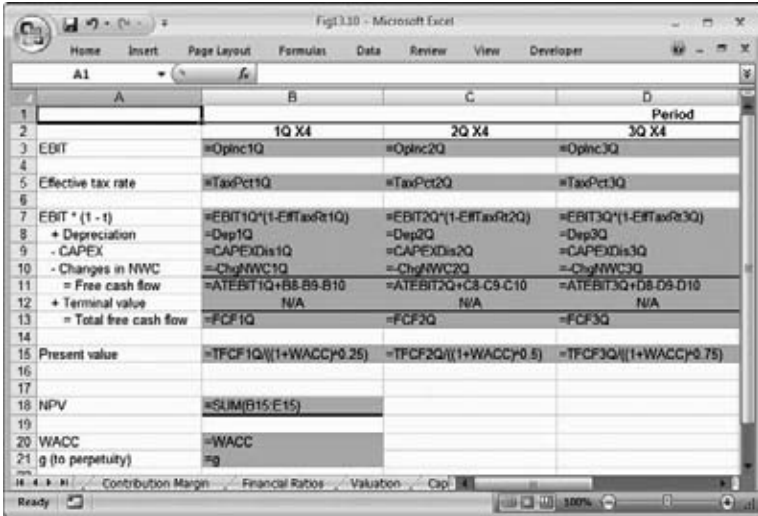 Fig13.10 - Microsoft Excel
Home Insert Page Layout Formulas Data Review View Developer
A1 fx
A B C D
1 Period
2 1Q X4 2Q X4 3Q X4
3 EBIT =OpInc1Q =OpInc2Q =OpInc3Q
4
5 Effective tax rate =TaxPct1Q =TaxPct2Q =TaxPct3Q
6
7 EBIT * (1 - t) =EBIT1Q*(1-EffTaxRt1Q) =EBIT2Q*(1-EffTaxRt2Q) =EBIT3Q*(1-EffTaxRt3Q)
8 + Depreciation =Dep1Q =Dep2Q =Dep3Q
9 - CAPEX =CAPEXDis1Q =CAPEXDis2Q =CAPEXDis3Q
10 - Changes in NWC =-ChgNWC1Q =-ChgNWC2Q =-ChgNWC3Q
11 = Free cash flow =ATEBIT1Q+B8-B9-B10 =ATEBIT2Q+C8-C9-C10 =ATEBIT3Q+D8-D9-D10
12 + Terminal value N/A N/A N/A
13 = Total free cash flow =FCF1Q =FCF2Q =FCF3Q
14
15 Present value =TFCF1Q/((1+WACC)^0.25) =TFCF2Q/((1+WACC)^0.5) =TFCF3Q/((1+WACC)^0.75)
16
17
18 NPV =SUM(B15:E15)
19
20 WACC =WACC
21 g (to perpetuity) =g
Contribution Margin Financial Ratios Valuation Cap
Ready 100%